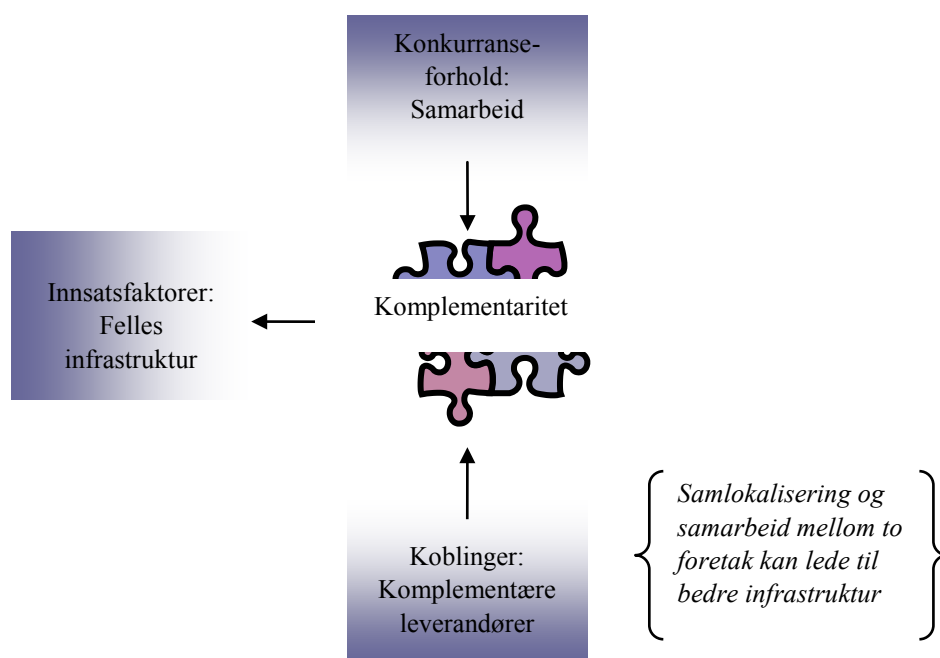 Konkurranse-
forhold:
Samarbeid
Innsatsfaktorer:
Felles
infrastruktur
Komplementaritet
Koblinger:
Komplementære
leverandører
Samlokalisering og
samarbeid mellom to
foretak kan lede til
bedre infrastruktur